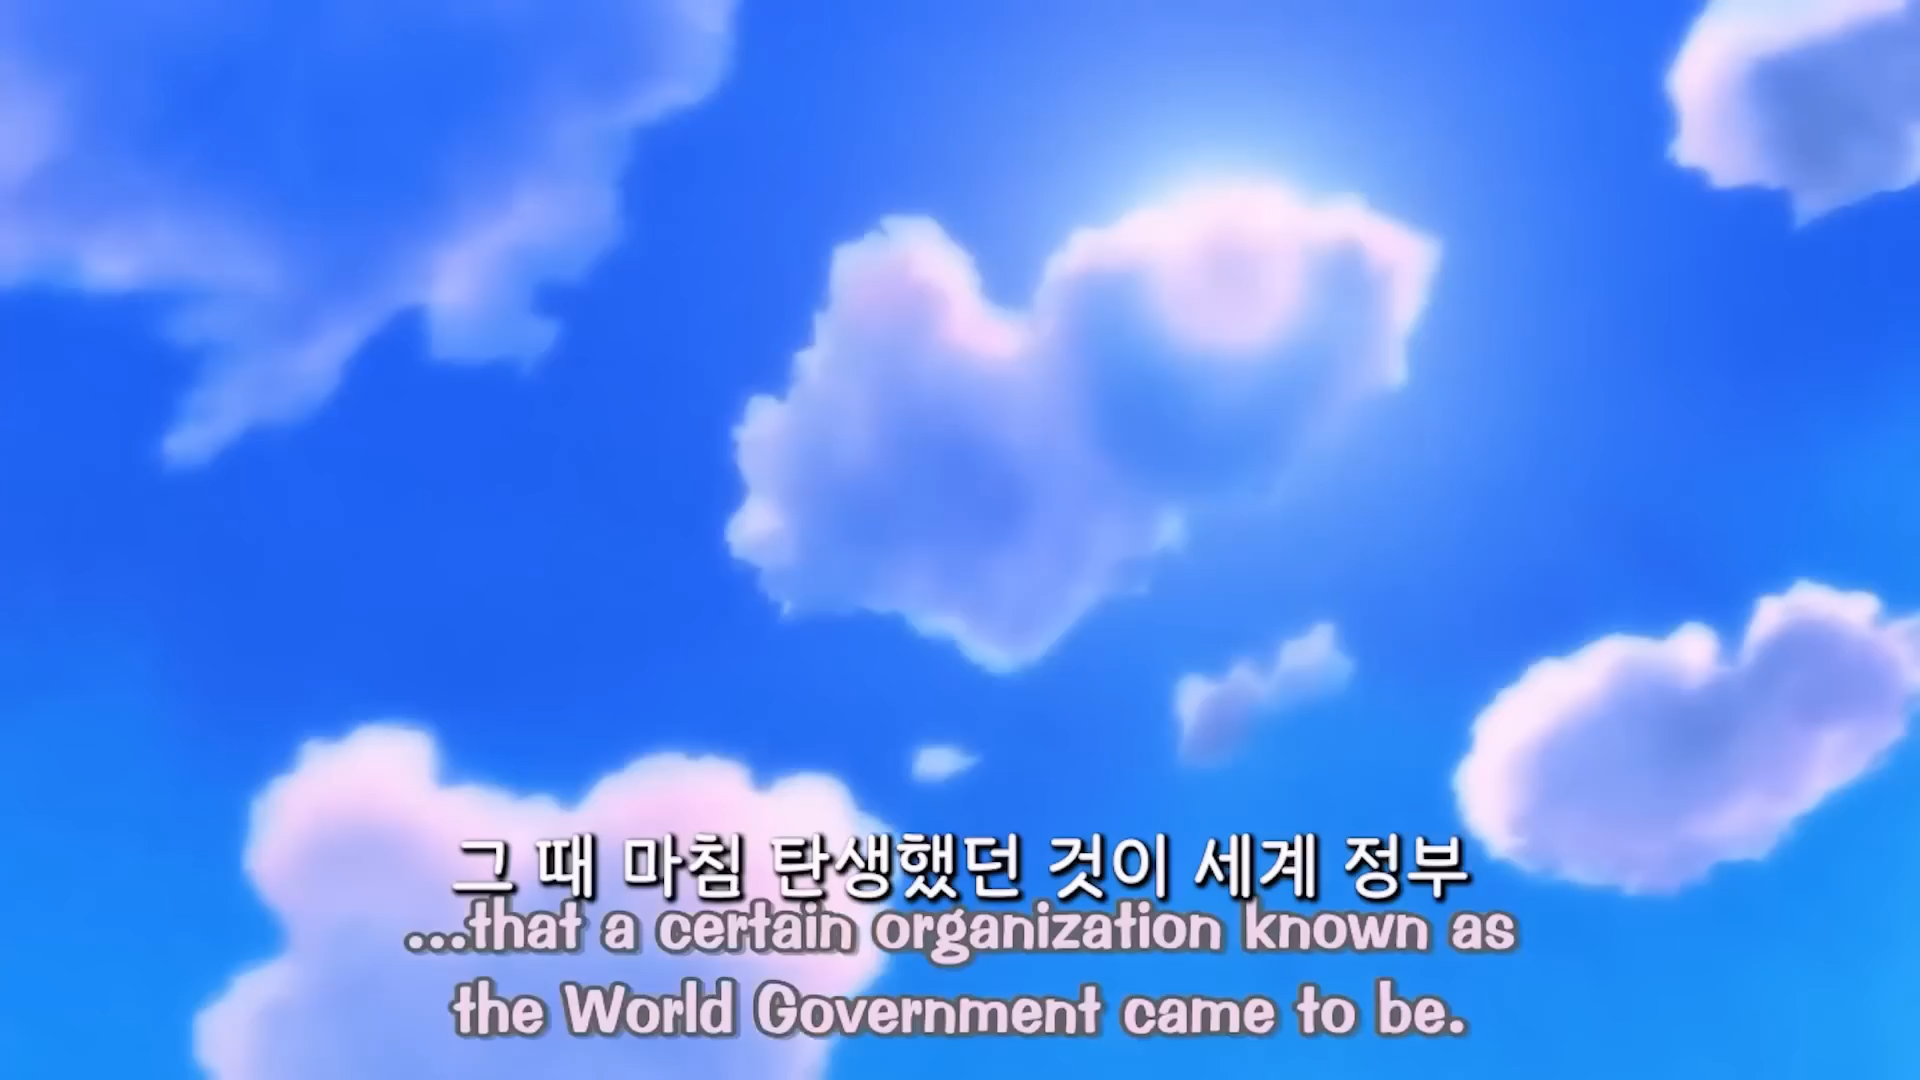 그 때 마침 탄생했던 것이 세계 정부
...that a certain organization known as
the World Government came to be.